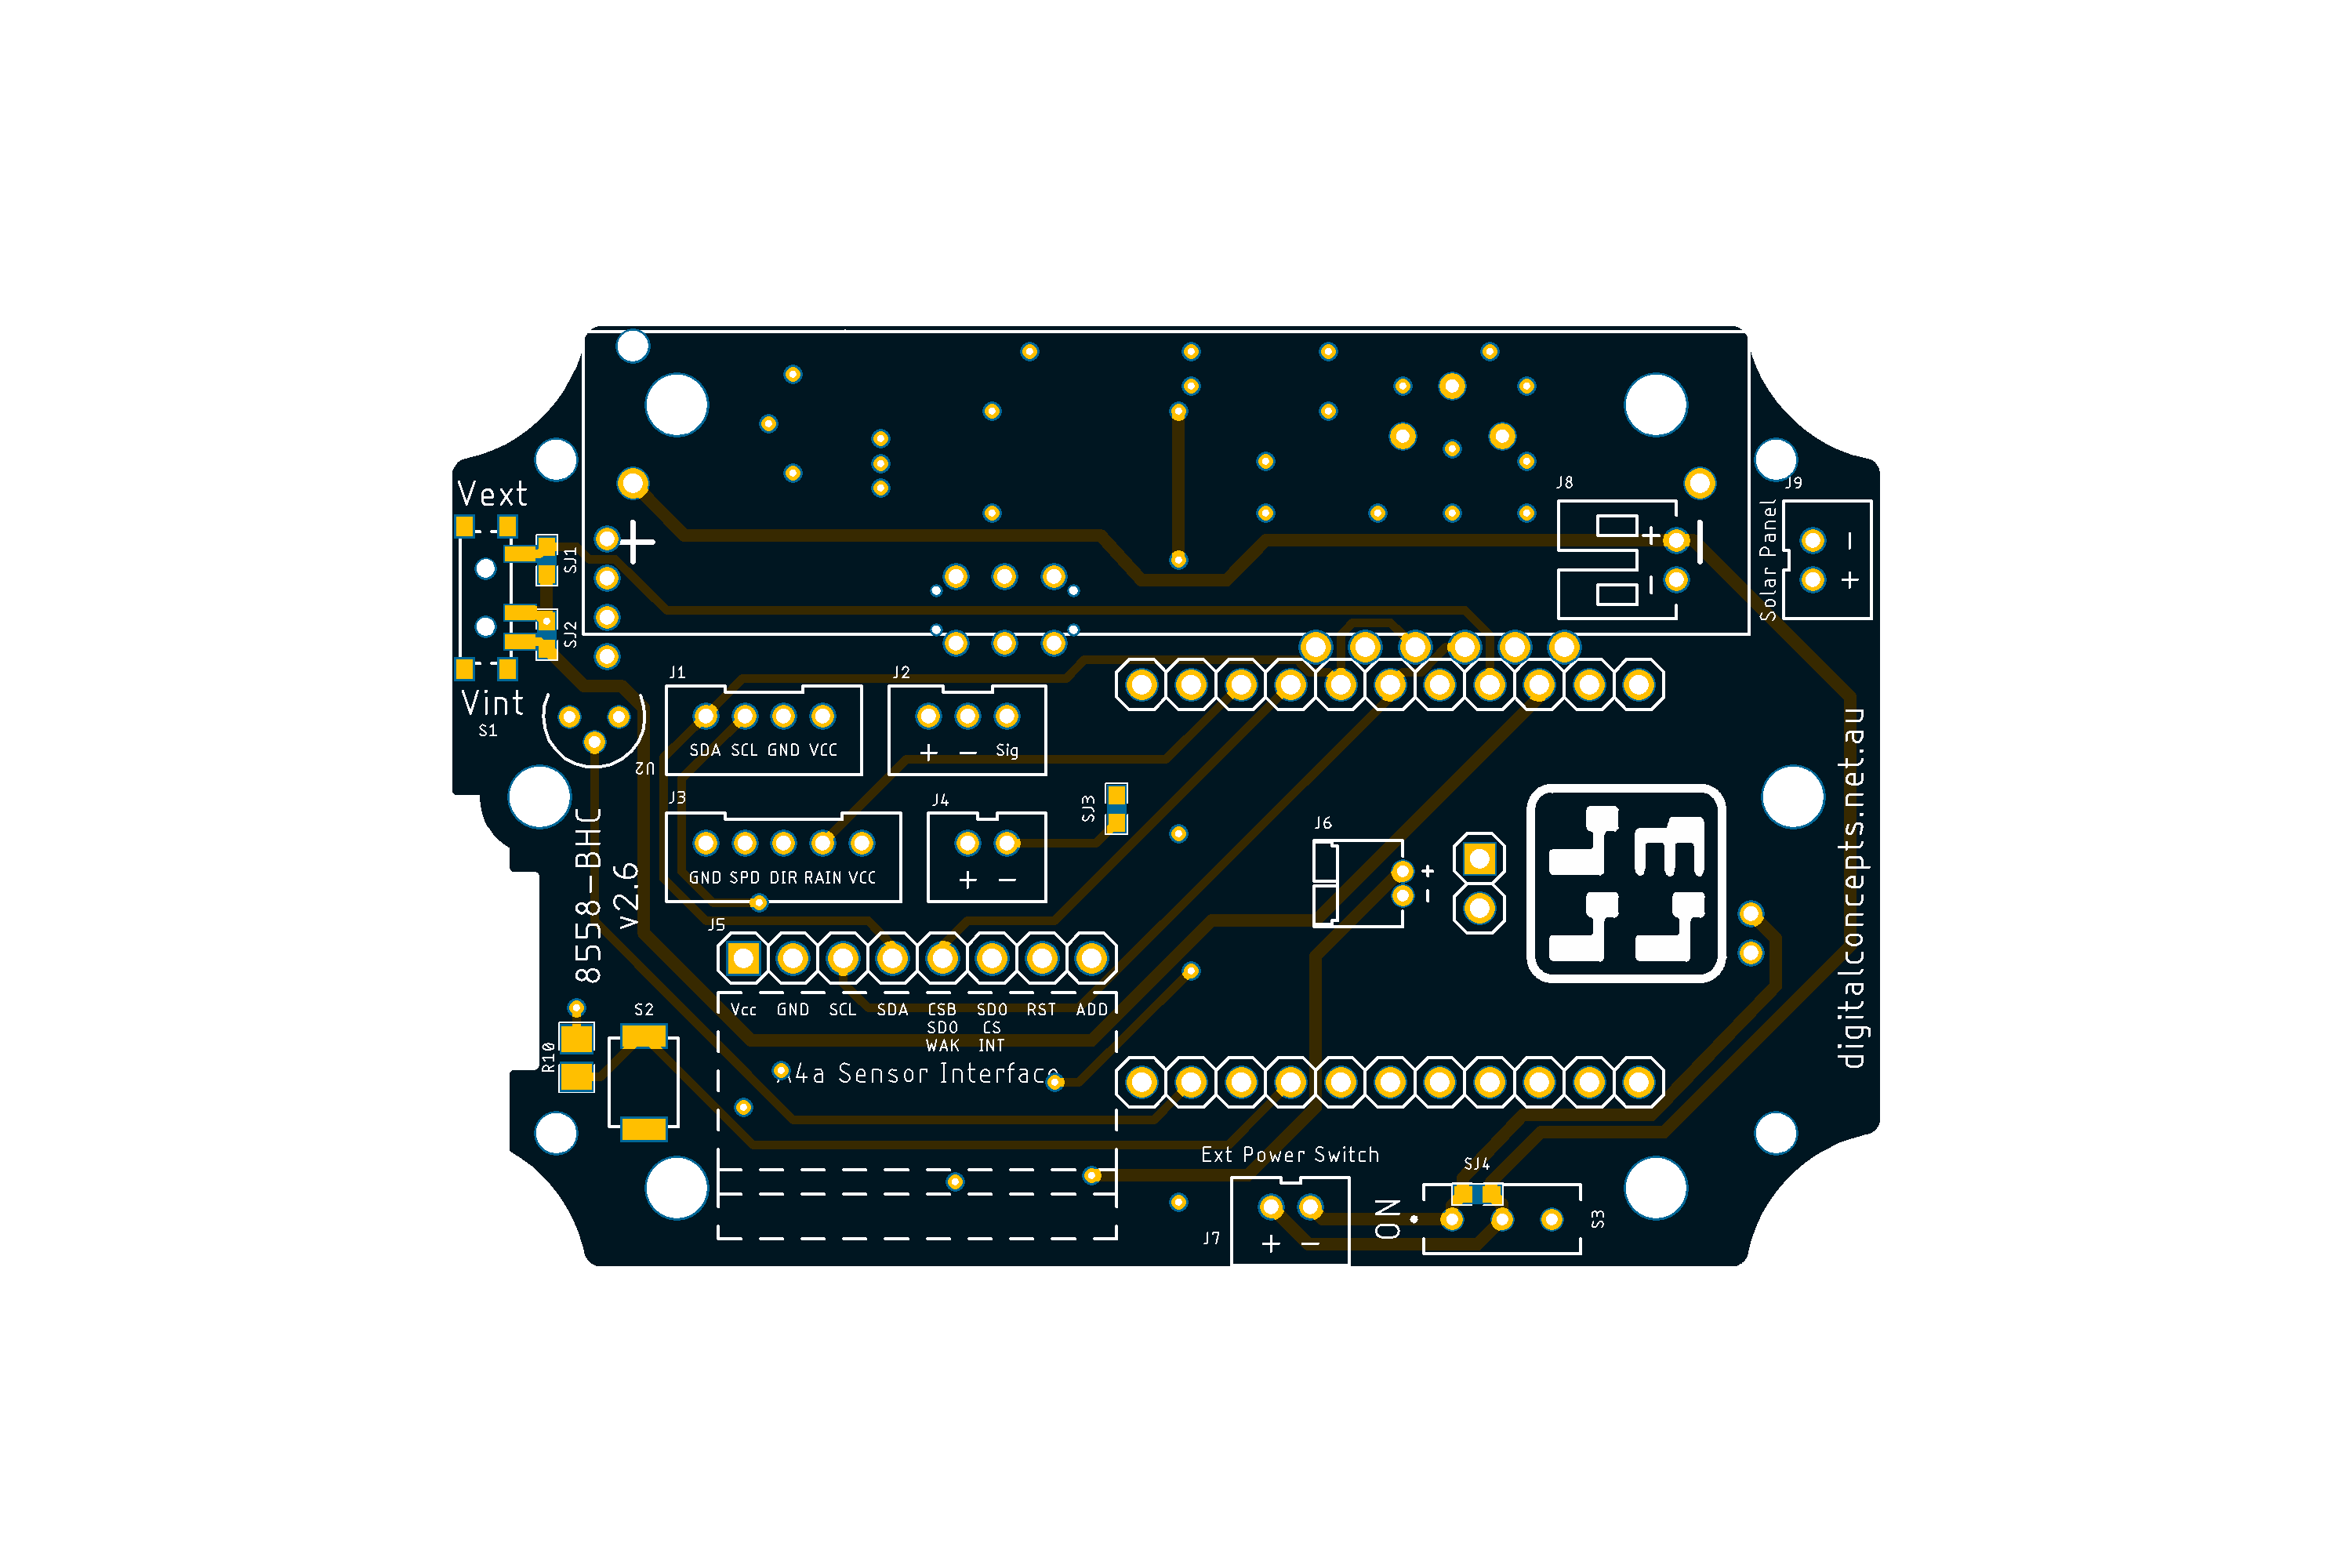 J8
J9
Vext
+
−
+ −
− +
Solar Panel
SJ1
SJ2
Vint
S1
U2
J1
SDA SCL GND VCC
J2
+ − Sig
J3
GND SPD DIR RAIN VCC
J4
+ −
SJ3
J6
+
−
8558-BHC
v2.6
digitalconcepts.net.au
J5
Vcc GND SCL SDA CSB SDO RST ADD
SDO CS
WAK INT
A4a Sensor Interface
S2
R10
Ext Power Switch
J7
+ −
ON
SJ4
S3